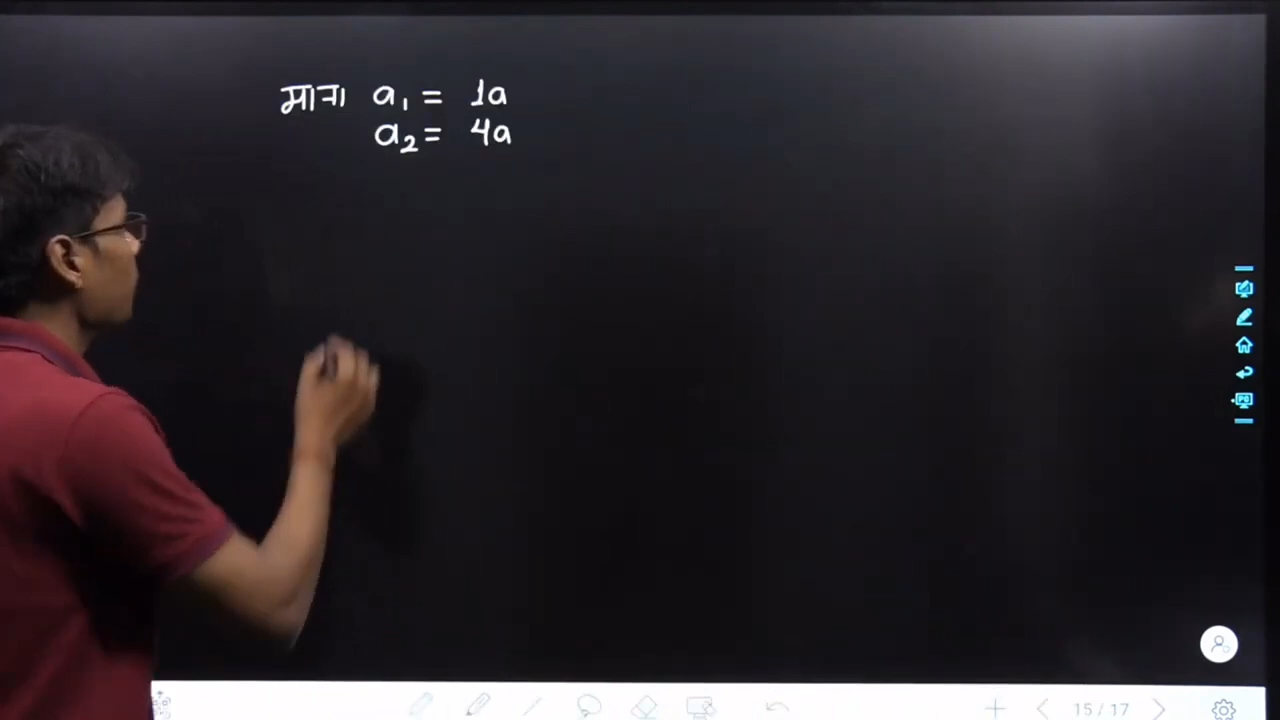 माना a₁ = 1a
a₂ = 4a
15 / 17